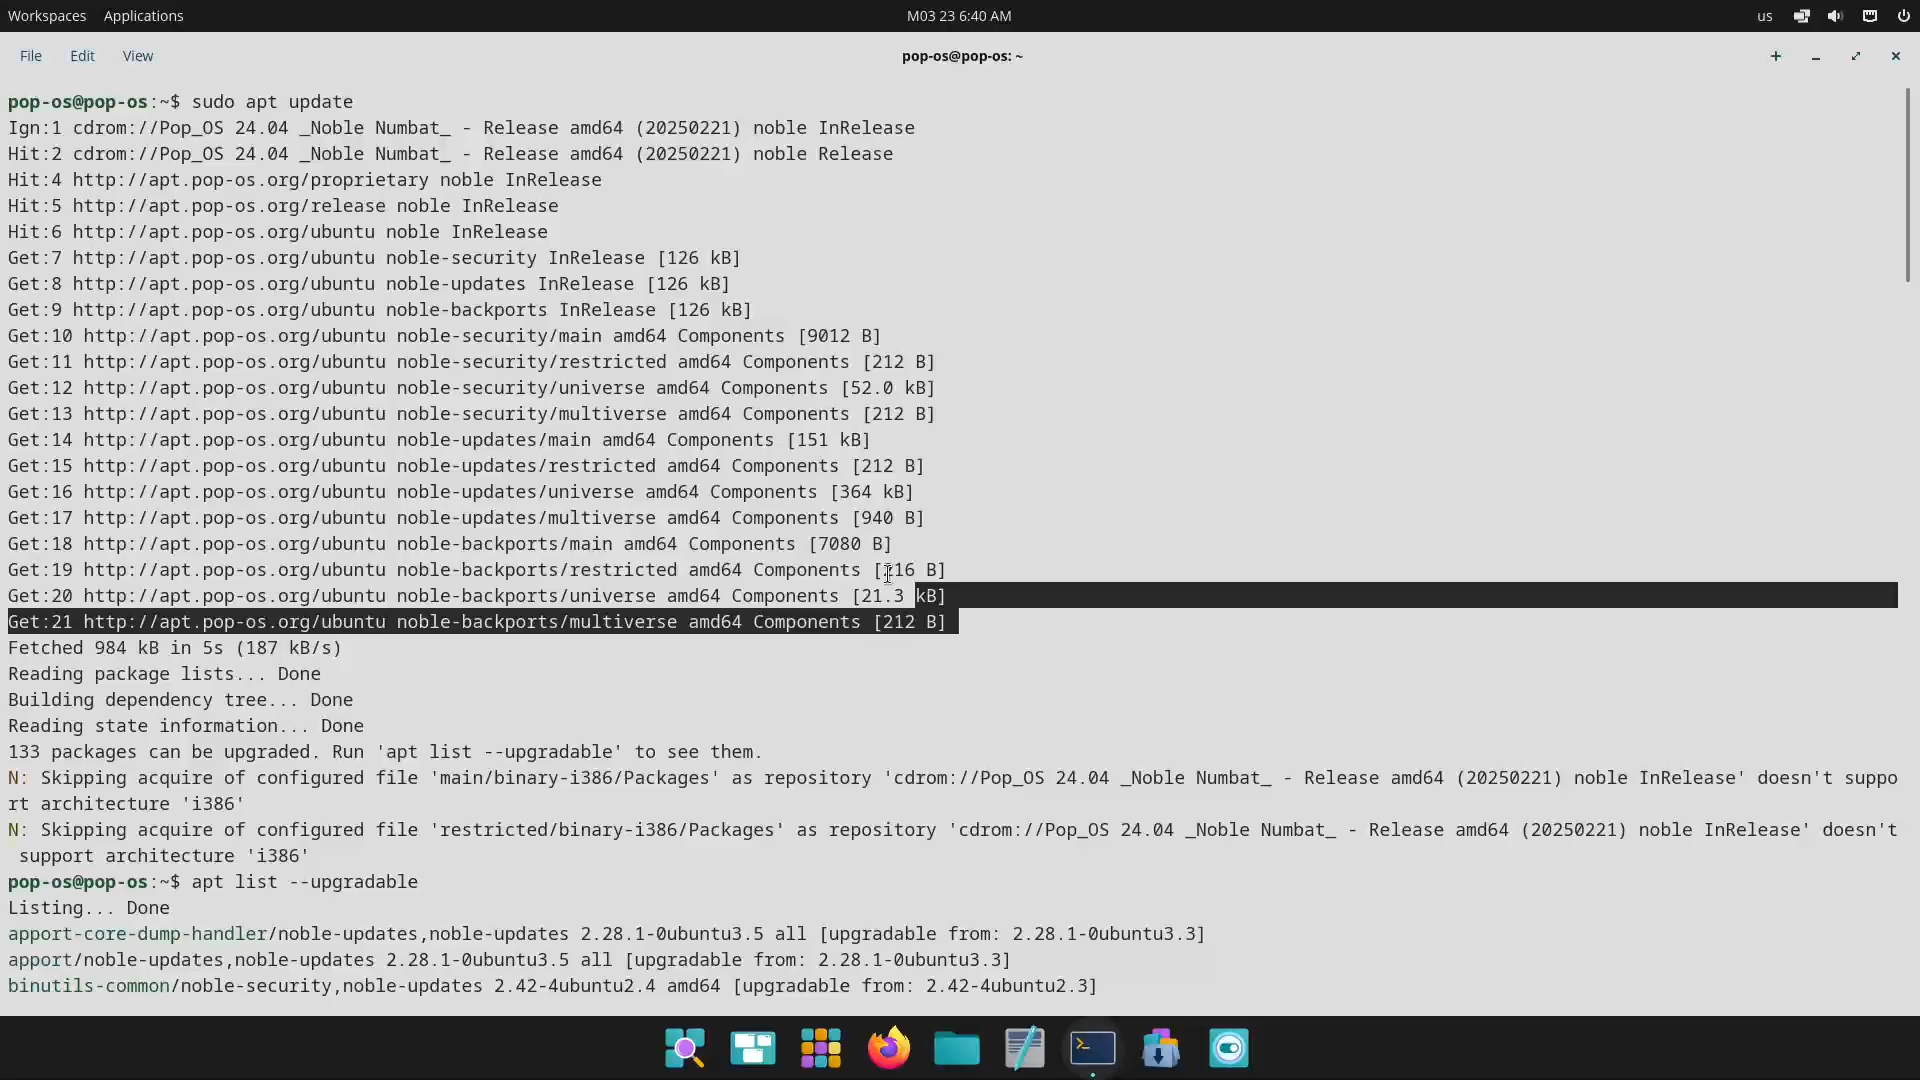 Workspaces Applications M03 23 6:40 AM us
File Edit View pop-os@pop-os: ~
pop-os@pop-os:~$ sudo apt update
Ign:1 cdrom://Pop_OS 24.04 _Noble Numbat_ - Release amd64 (20250221) noble InRelease
Hit:2 cdrom://Pop_OS 24.04 _Noble Numbat_ - Release amd64 (20250221) noble Release
Hit:4 http://apt.pop-os.org/proprietary noble InRelease
Hit:5 http://apt.pop-os.org/release noble InRelease
Hit:6 http://apt.pop-os.org/ubuntu noble InRelease
Get:7 http://apt.pop-os.org/ubuntu noble-security InRelease [126 kB]
Get:8 http://apt.pop-os.org/ubuntu noble-updates InRelease [126 kB]
Get:9 http://apt.pop-os.org/ubuntu noble-backports InRelease [126 kB]
Get:10 http://apt.pop-os.org/ubuntu noble-security/main amd64 Components [9012 B]
Get:11 http://apt.pop-os.org/ubuntu noble-security/restricted amd64 Components [212 B]
Get:12 http://apt.pop-os.org/ubuntu noble-security/universe amd64 Components [52.0 kB]
Get:13 http://apt.pop-os.org/ubuntu noble-security/multiverse amd64 Components [212 B]
Get:14 http://apt.pop-os.org/ubuntu noble-updates/main amd64 Components [151 kB]
Get:15 http://apt.pop-os.org/ubuntu noble-updates/restricted amd64 Components [212 B]
Get:16 http://apt.pop-os.org/ubuntu noble-updates/universe amd64 Components [364 kB]
Get:17 http://apt.pop-os.org/ubuntu noble-updates/multiverse amd64 Components [940 B]
Get:18 http://apt.pop-os.org/ubuntu noble-backports/main amd64 Components [7080 B]
Get:19 http://apt.pop-os.org/ubuntu noble-backports/restricted amd64 Components [216 B]
Get:20 http://apt.pop-os.org/ubuntu noble-backports/universe amd64 Components [21.3 kB]
Get:21 http://apt.pop-os.org/ubuntu noble-backports/multiverse amd64 Components [212 B]
Fetched 984 kB in 5s (187 kB/s)
Reading package lists... Done
Building dependency tree... Done
Reading state information... Done
133 packages can be upgraded. Run 'apt list --upgradable' to see them.
N: Skipping acquire of configured file 'main/binary-i386/Packages' as repository 'cdrom://Pop_OS 24.04 _Noble Numbat_ - Release amd64 (20250221) noble InRelease' doesn't suppo
rt architecture 'i386'
N: Skipping acquire of configured file 'restricted/binary-i386/Packages' as repository 'cdrom://Pop_OS 24.04 _Noble Numbat_ - Release amd64 (20250221) noble InRelease' doesn't
support architecture 'i386'
pop-os@pop-os:~$ apt list --upgradable
Listing... Done
apport-core-dump-handler/noble-updates,noble-updates 2.28.1-0ubuntu3.5 all [upgradable from: 2.28.1-0ubuntu3.3]
apport/noble-updates,noble-updates 2.28.1-0ubuntu3.5 all [upgradable from: 2.28.1-0ubuntu3.3]
binutils-common/noble-security,noble-updates 2.42-4ubuntu2.4 amd64 [upgradable from: 2.42-4ubuntu2.3]